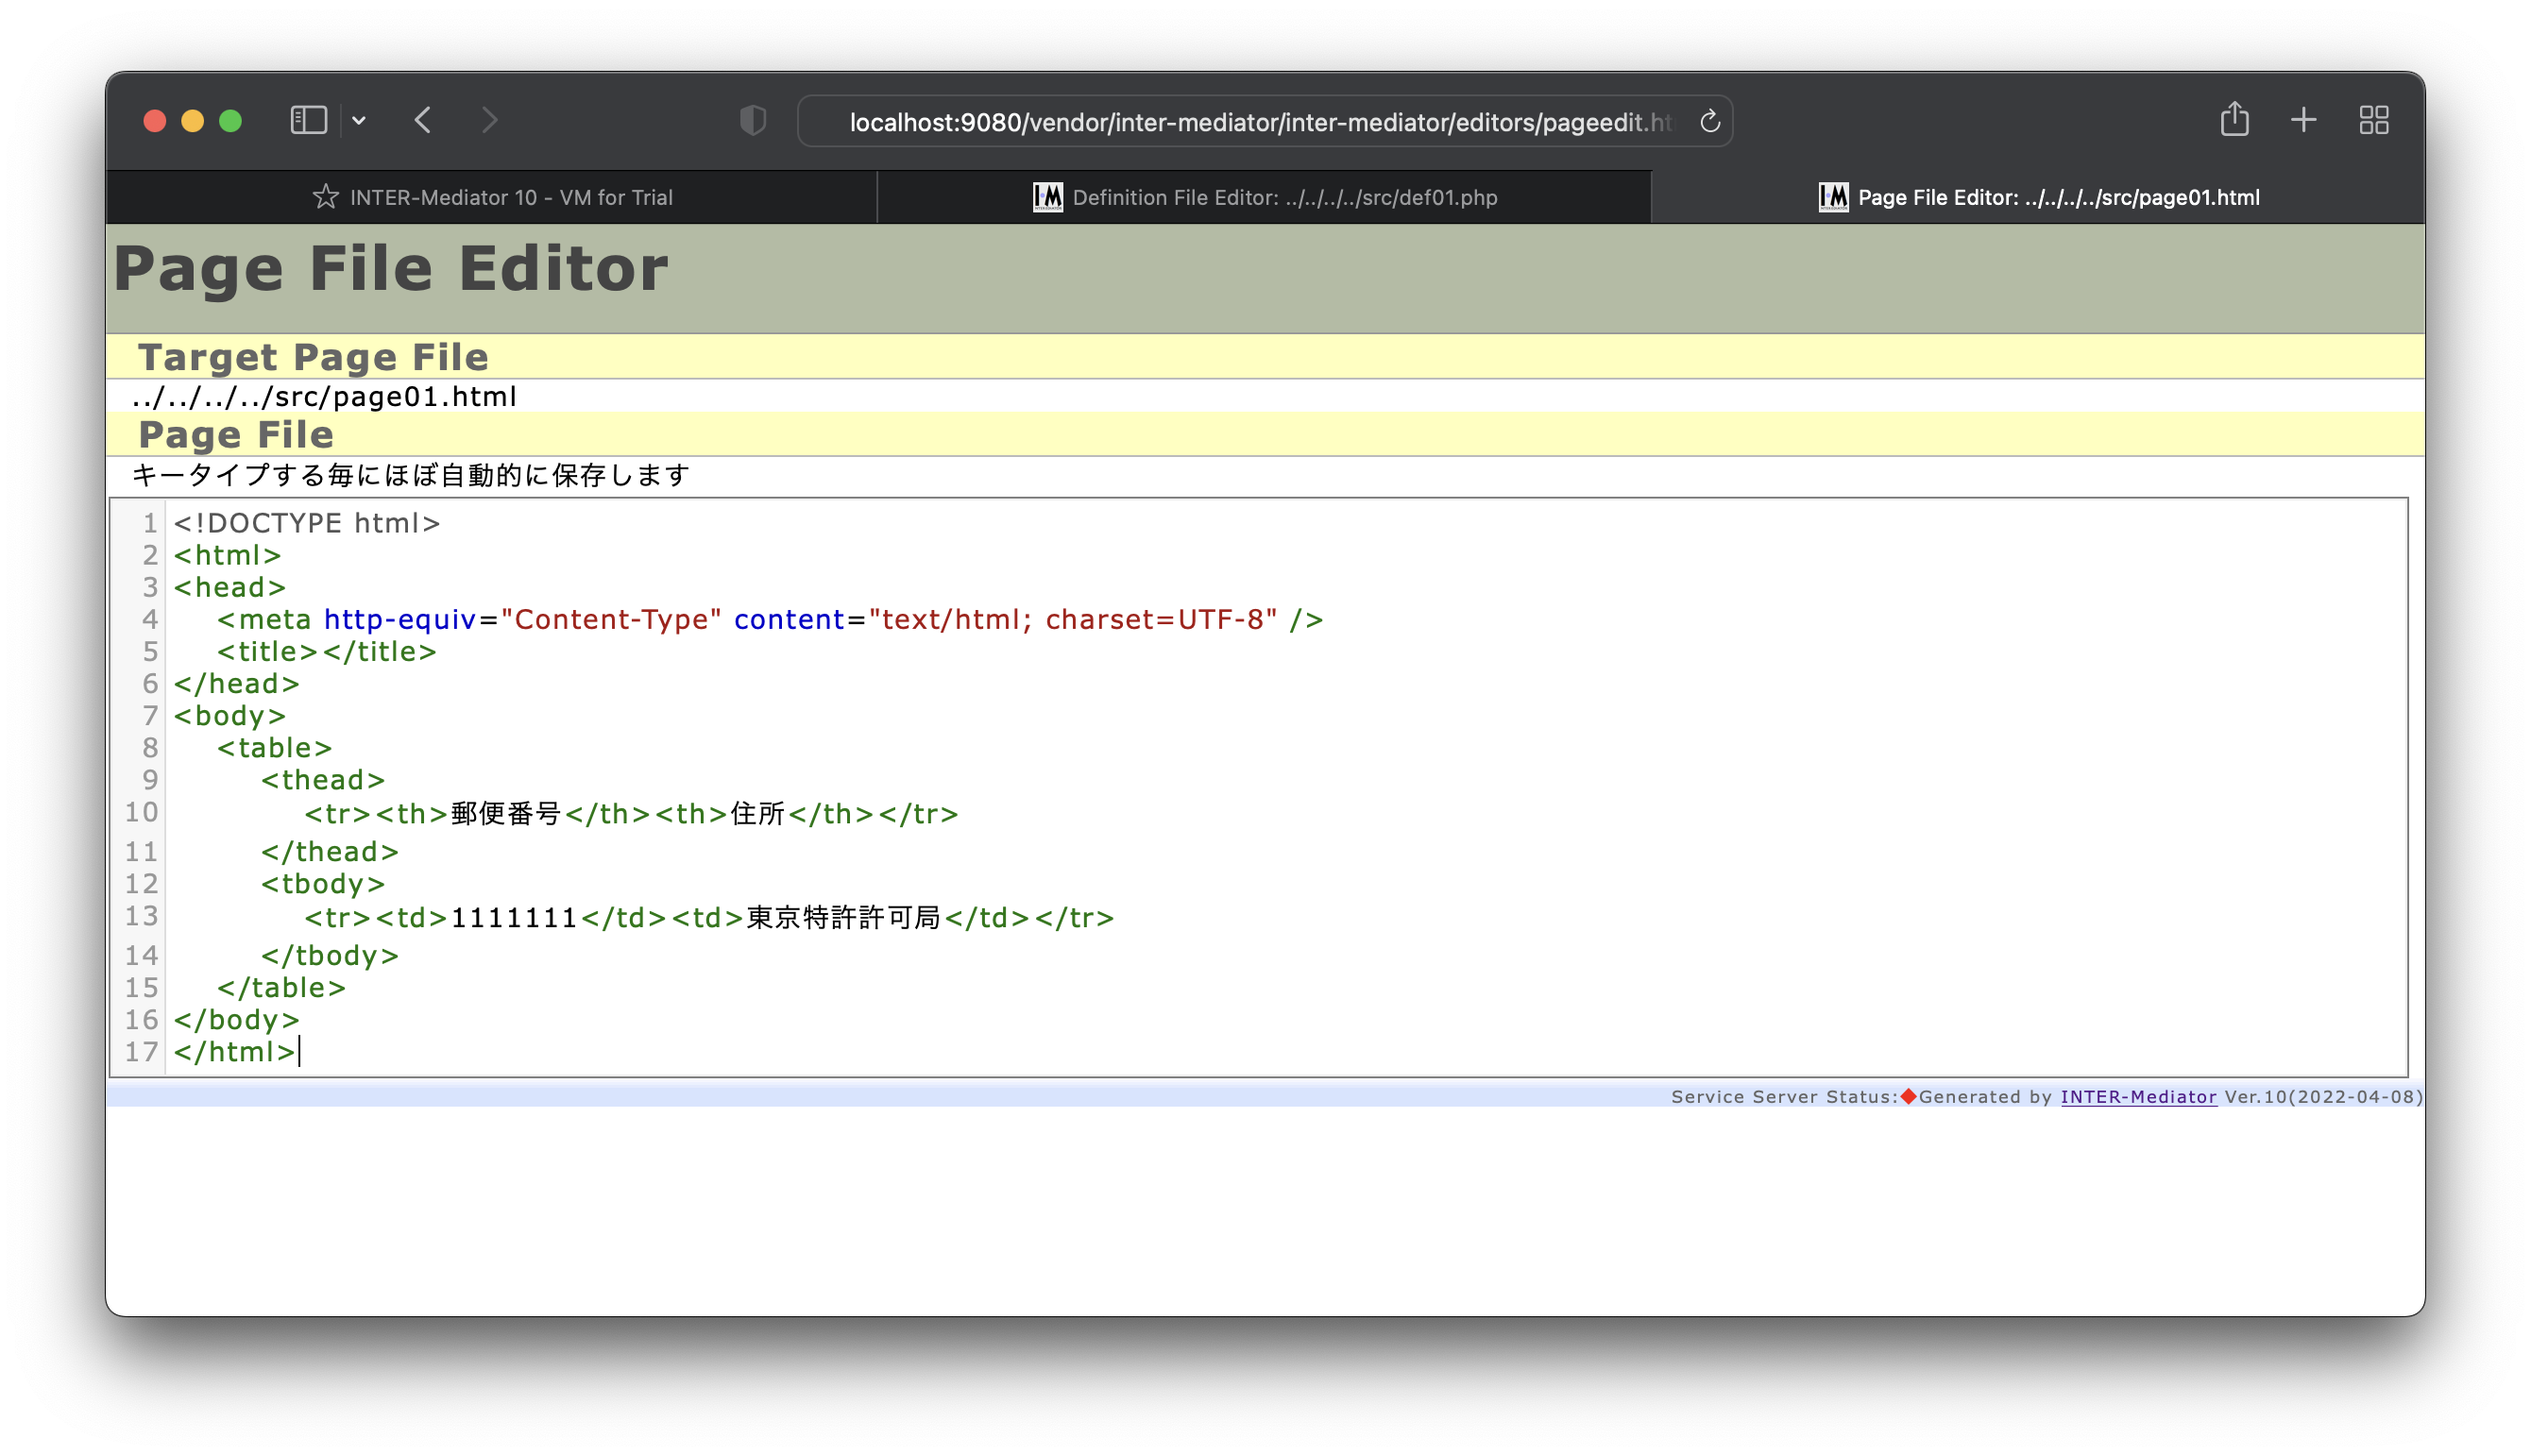 localhost:9080/vendor/inter-mediator/inter-mediator/editors/pageedit.ht
INTER-Mediator 10 - VM for Trial
Definition File Editor: ../../../../src/def01.php
Page File Editor: ../../../../src/page01.html
Page File Editor
Target Page File
../../../../src/page01.html
Page File
キータイプする毎にほぼ自動的に保存します
1 <!DOCTYPE html>
2 <html>
3 <head>
4 <meta http-equiv="Content-Type" content="text/html; charset=UTF-8" />
5 <title></title>
6 </head>
7 <body>
8 <table>
9 <thead>
10 <tr><th>郵便番号</th><th>住所</th></tr>
11 </thead>
12 <tbody>
13 <tr><td>1111111</td><td>東京特許許可局</td></tr>
14 </tbody>
15 </table>
16 </body>
17 </html>
Service Server Status:◆Generated by INTER-Mediator Ver.10(2022-04-08)